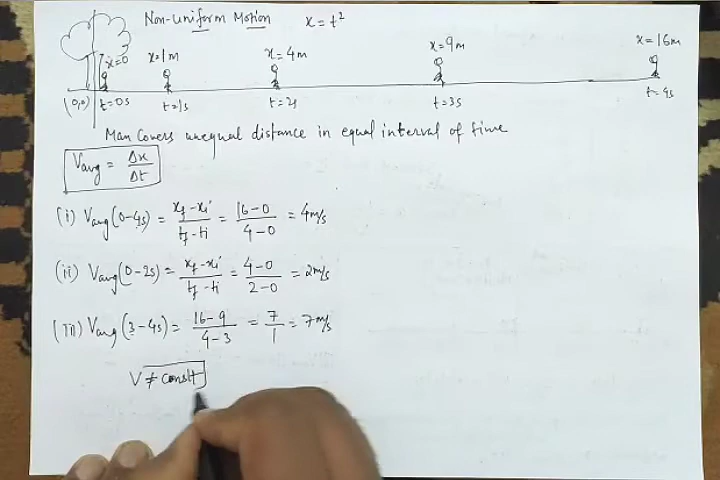 Non-Uniform Motion x = t²
x=0 x=1m x=4m x=9m x=16m
(0,0) t=0s t=1s t=2s t=3s t=4s
Man Covers unequal distance in equal interval of time
Vavg = Δx/Δt
(i) Vavg(0-4s) = xf-xi/tf-ti = 16-0/4-0 = 4m/s
(ii) Vavg(0-2s) = xf-xi/tf-ti = 4-0/2-0 = 2m/s
(iii) Vavg(3-4s) = 16-9/4-3 = 7/1 = 7m/s
V ≠ constt